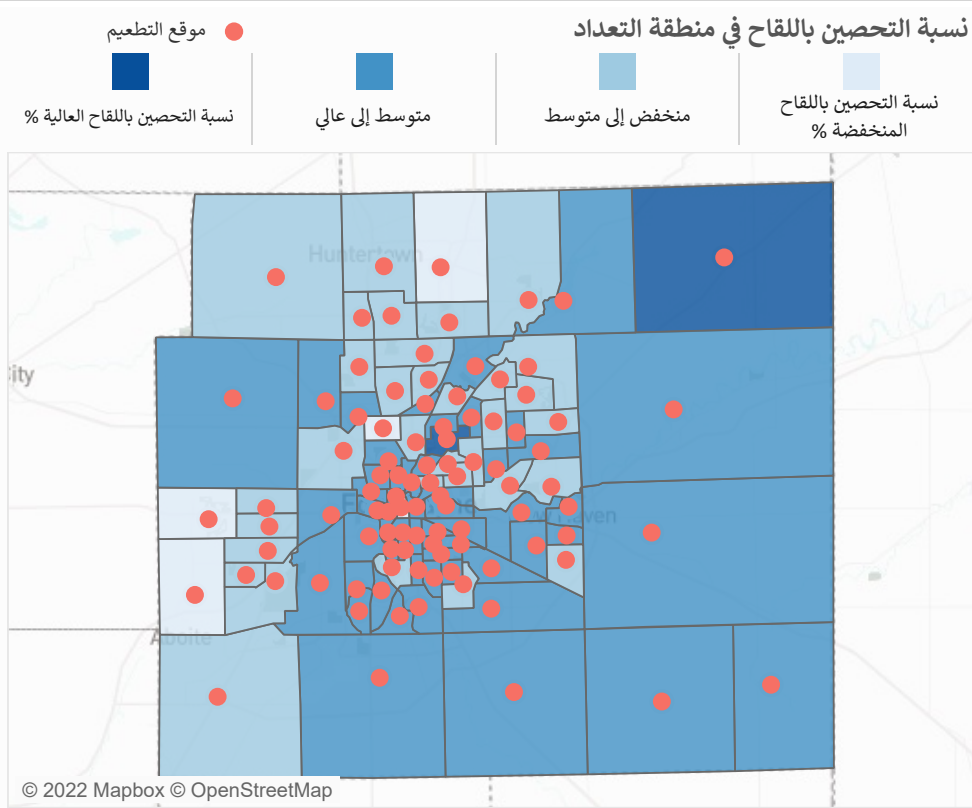 نسبة التحصين باللقاح في منطقة التعداد
موقع التطعيم
نسبة التحصين باللقاح
المنخفضة %
منخفض إلى متوسط
متوسط إلى عالي
نسبة التحصين باللقاح العالية %
Huntertown
ity
Haven
Aboite
© 2022 Mapbox © OpenStreetMap